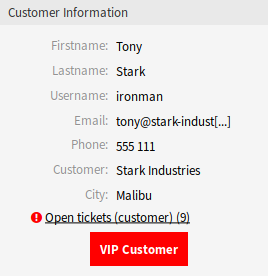 Customer Information
Firstname: Tony
Lastname: Stark
Username: ironman
Email: tony@stark-indust[...]
Phone: 555 111
Customer: Stark Industries
City: Malibu
Open tickets (customer) (9)
VIP Customer